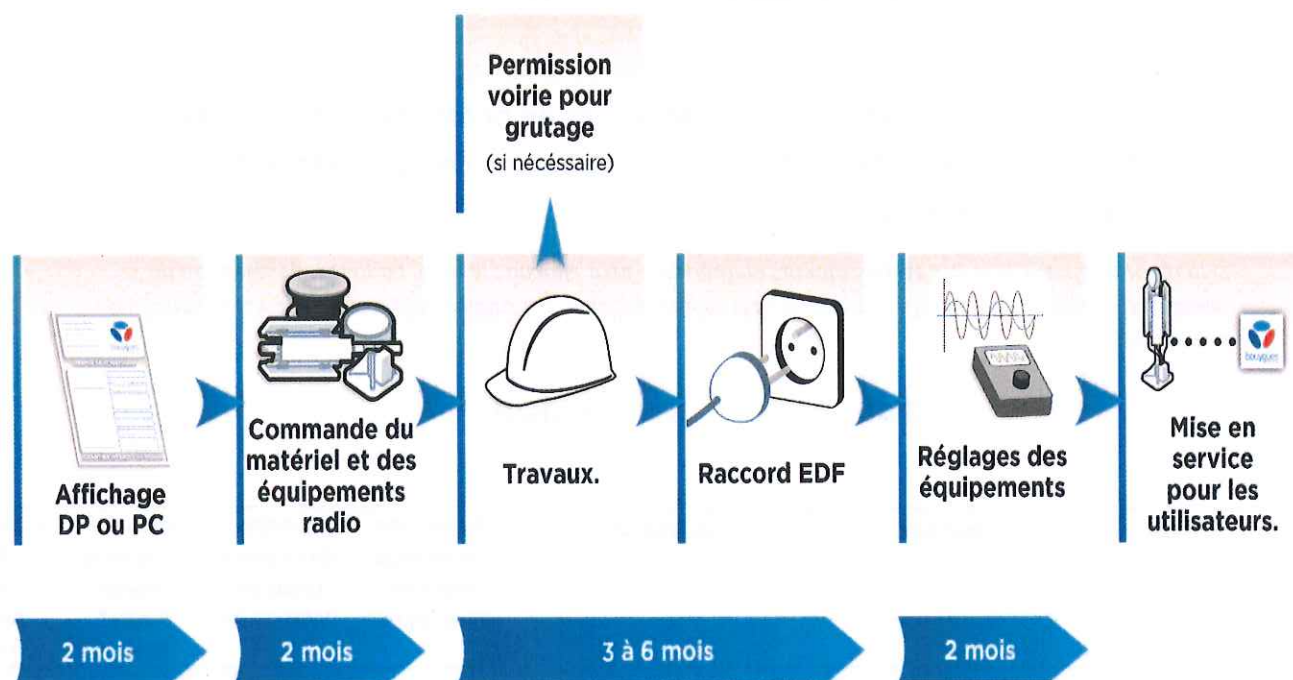 Permission
voirie pour
grutage
(si nécéssaire)
bouygues
Affichage
DP ou PC
Commande du
matériel et des
équipements
radio
Travaux.
Raccord EDF
Réglages des
équipements
bouygues
Mise en
service
pour les
utilisateurs.
2 mois
2 mois
3 à 6 mois
2 mois